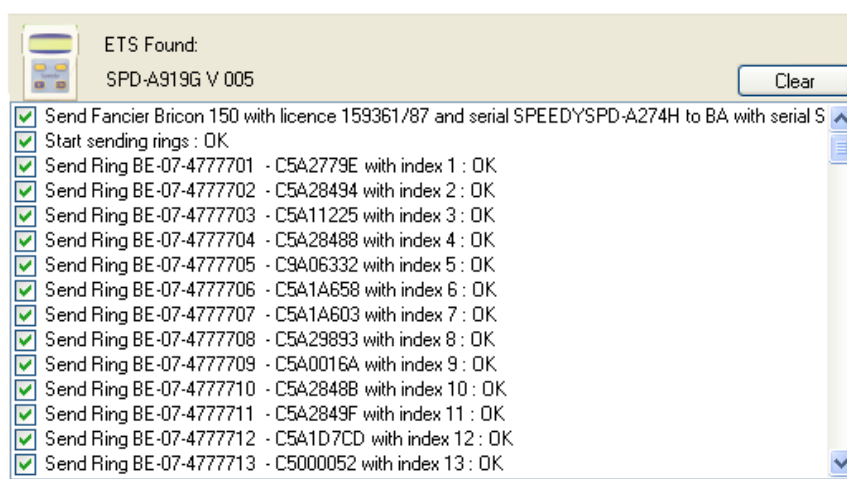 ETS Found:
SPD-A919G V 005
Clear
Send Fancier Bricon 150 with licence 159361/87 and serial SPEEDYSPD-A274H to BA with serial S
Start sending rings : OK
Send Ring BE-07-4777701 - C5A2779E with index 1 : OK
Send Ring BE-07-4777702 - C5A28494 with index 2 : OK
Send Ring BE-07-4777703 - C5A11225 with index 3 : OK
Send Ring BE-07-4777704 - C5A28488 with index 4 : OK
Send Ring BE-07-4777705 - C9A06332 with index 5 : OK
Send Ring BE-07-4777706 - C5A1A658 with index 6 : OK
Send Ring BE-07-4777707 - C5A1A603 with index 7 : OK
Send Ring BE-07-4777708 - C5A29893 with index 8 : OK
Send Ring BE-07-4777709 - C5A0016A with index 9 : OK
Send Ring BE-07-4777710 - C5A2848B with index 10 : OK
Send Ring BE-07-4777711 - C5A2849F with index 11 : OK
Send Ring BE-07-4777712 - C5A1D7CD with index 12 : OK
Send Ring BE-07-4777713 - C5000052 with index 13 : OK